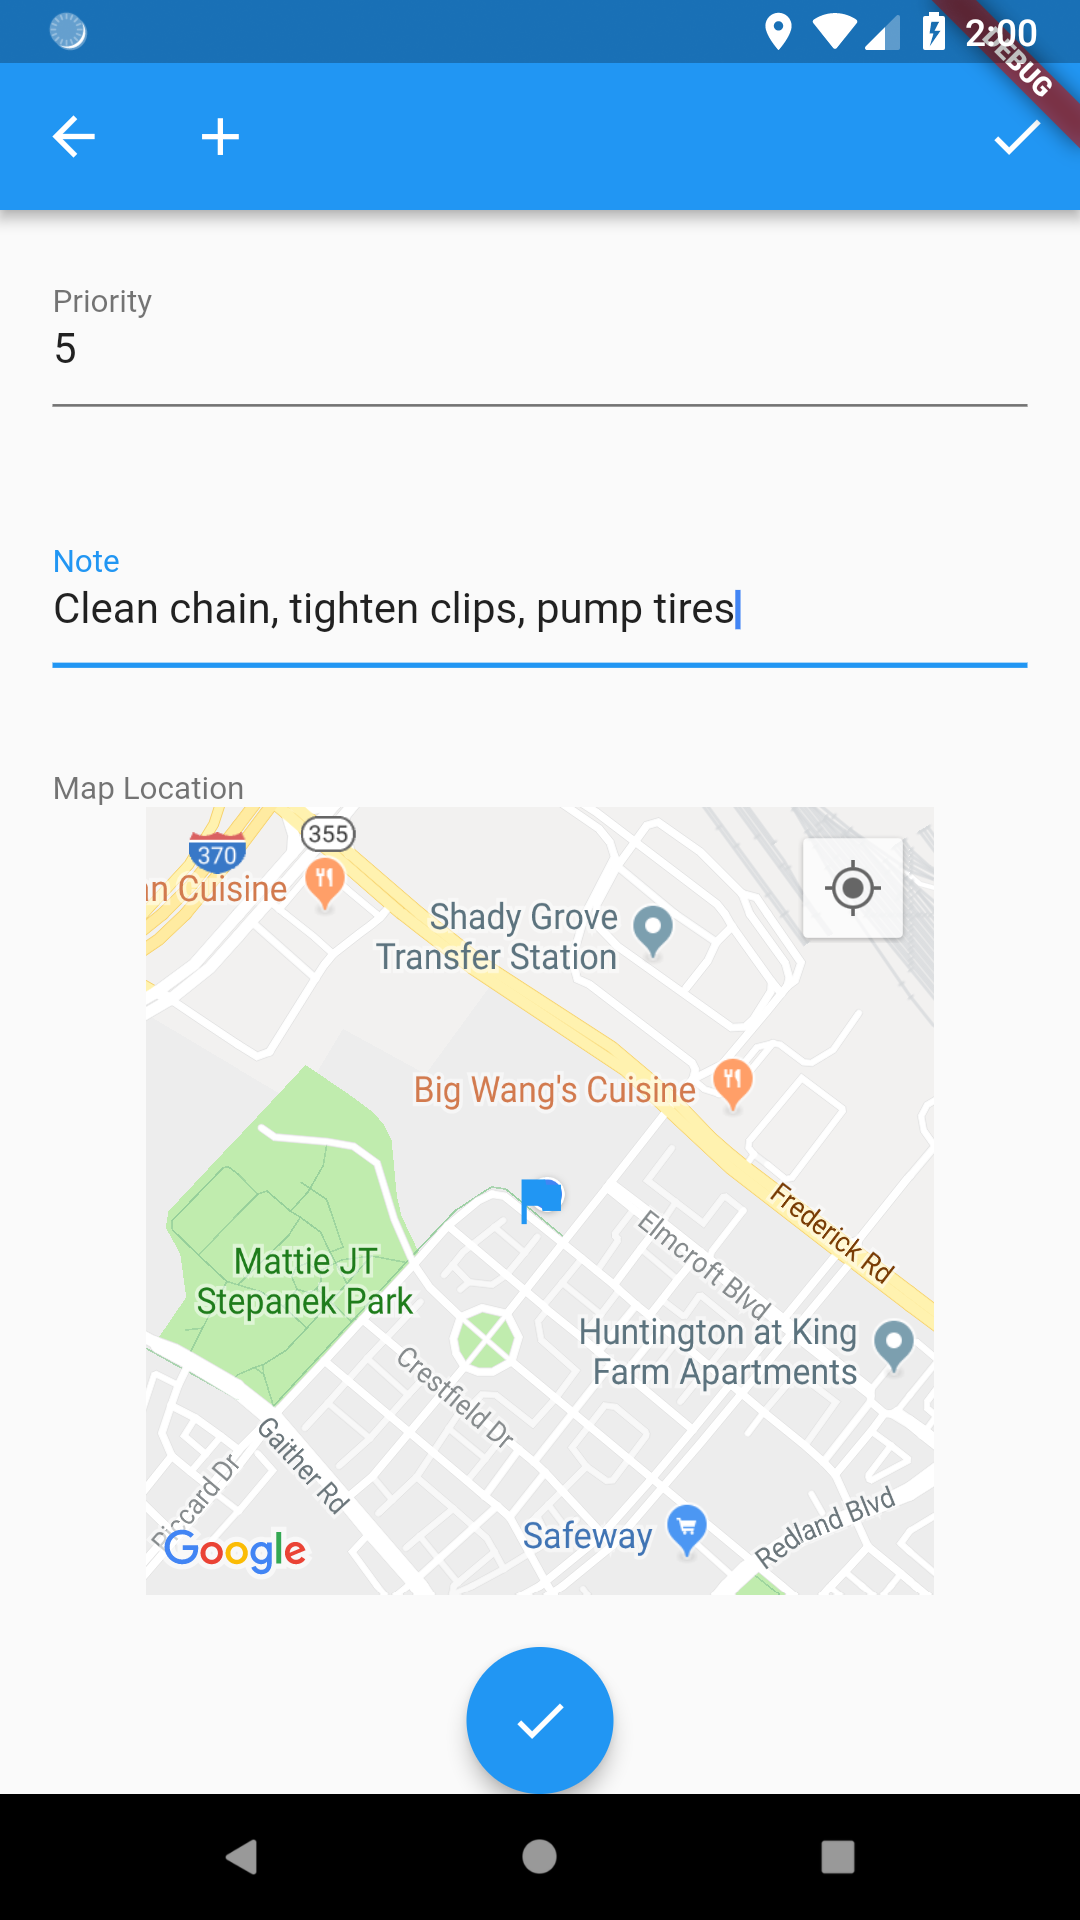 2:00
DEBUG
Priority
5
Note
Clean chain, tighten clips, pump tires
Map Location
355
370
an Cuisine
Shady Grove
Transfer Station
Big Wang's Cuisine
Frederick Rd
Elmcroft Blvd
Mattie JT
Stepanek Park
Huntington at King
Farm Apartments
Crestfield Dr
Gaither Rd
Piccard Dr
Redland Blvd
Safeway
Google